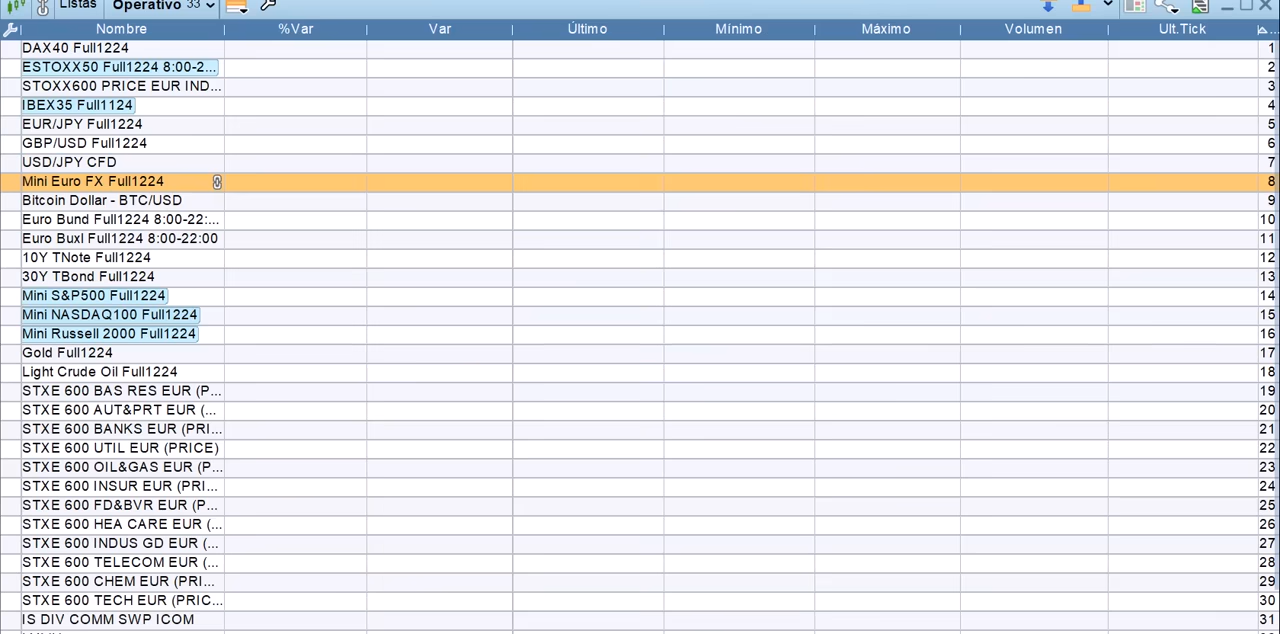 Listas Operativo 33
Nombre %Var Var Último Mínimo Máximo Volumen Ult.Tick ...
DAX40 Full1224 1
ESTOXX50 Full1224 8:00-2... 2
STOXX600 PRICE EUR IND... 3
IBEX35 Full1124 4
EUR/JPY Full1224 5
GBP/USD Full1224 6
USD/JPY CFD 7
Mini Euro FX Full1224 8
Bitcoin Dollar - BTC/USD 9
Euro Bund Full1224 8:00-22:... 10
Euro Buxl Full1224 8:00-22:00 11
10Y TNote Full1224 12
30Y TBond Full1224 13
Mini S&P500 Full1224 14
Mini NASDAQ100 Full1224 15
Mini Russell 2000 Full1224 16
Gold Full1224 17
Light Crude Oil Full1224 18
STXE 600 BAS RES EUR (P... 19
STXE 600 AUT&PRT EUR (... 20
STXE 600 BANKS EUR (PRI... 21
STXE 600 UTIL EUR (PRICE) 22
STXE 600 OIL&GAS EUR (P... 23
STXE 600 INSUR EUR (PRI... 24
STXE 600 FD&BVR EUR (P... 25
STXE 600 HEA CARE EUR (... 26
STXE 600 INDUS GD EUR (... 27
STXE 600 TELECOM EUR (... 28
STXE 600 CHEM EUR (PRI... 29
STXE 600 TECH EUR (PRIC... 30
IS DIV COMM SWP ICOM 31